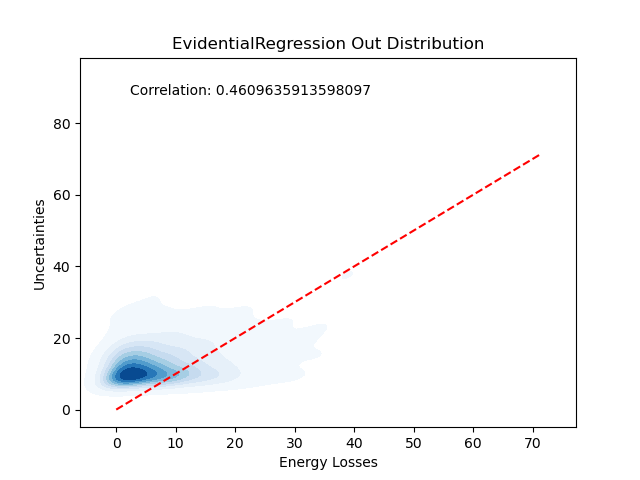 EvidentialRegression Out Distribution
Correlation: 0.4609635913598097
80
60
40
20
0
Uncertainties
0 10 20 30 40 50 60 70
Energy Losses